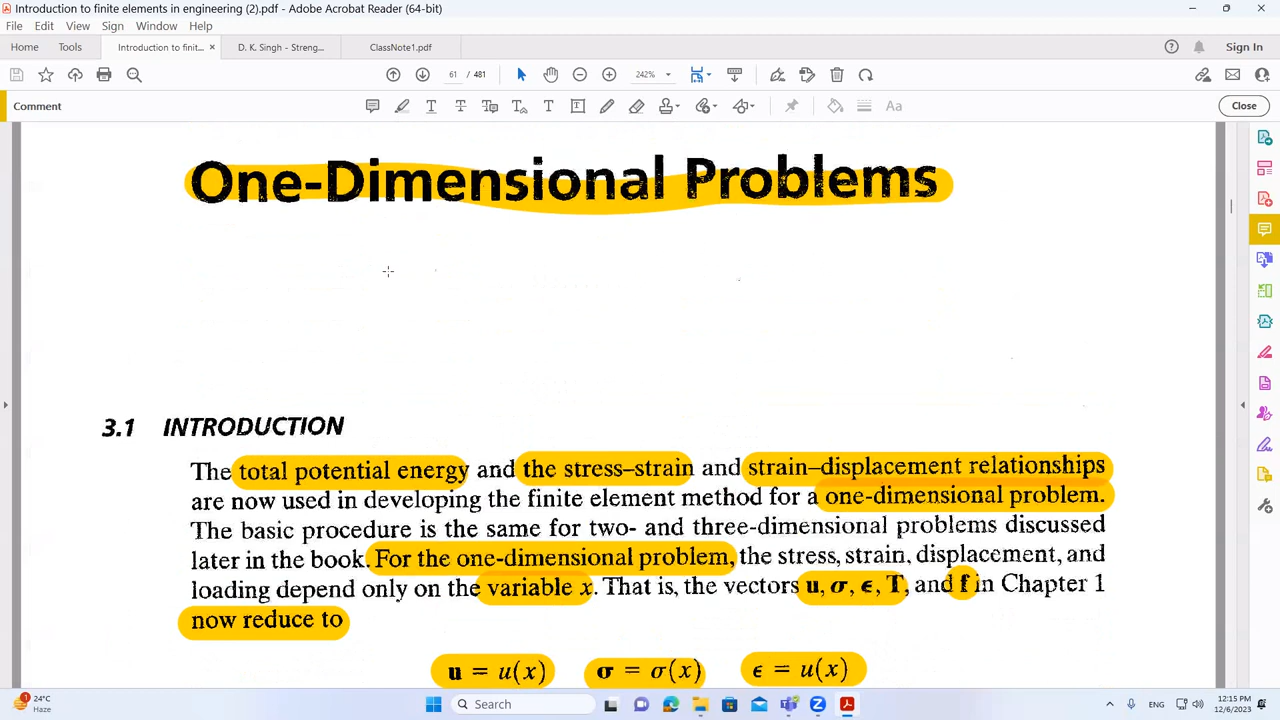 Introduction to finite elements in engineering (2).pdf - Adobe Acrobat Reader (64-bit)
File Edit View Sign Window Help
Home Tools Introduction to finit... × D. K. Singh - Streng... ClassNote1.pdf Sign In
61 / 481 242%
Comment Aa Close
One-Dimensional Problems
3.1 INTRODUCTION
The total potential energy and the stress–strain and strain–displacement relationships
are now used in developing the finite element method for a one-dimensional problem.
The basic procedure is the same for two- and three-dimensional problems discussed
later in the book. For the one-dimensional problem, the stress, strain, displacement, and
loading depend only on the variable x. That is, the vectors u, σ, ϵ, T, and f in Chapter 1
now reduce to
u = u(x) σ = σ(x) ϵ = u(x)
24°C
Haze
Search
ENG
12:15 PM
12/6/2023